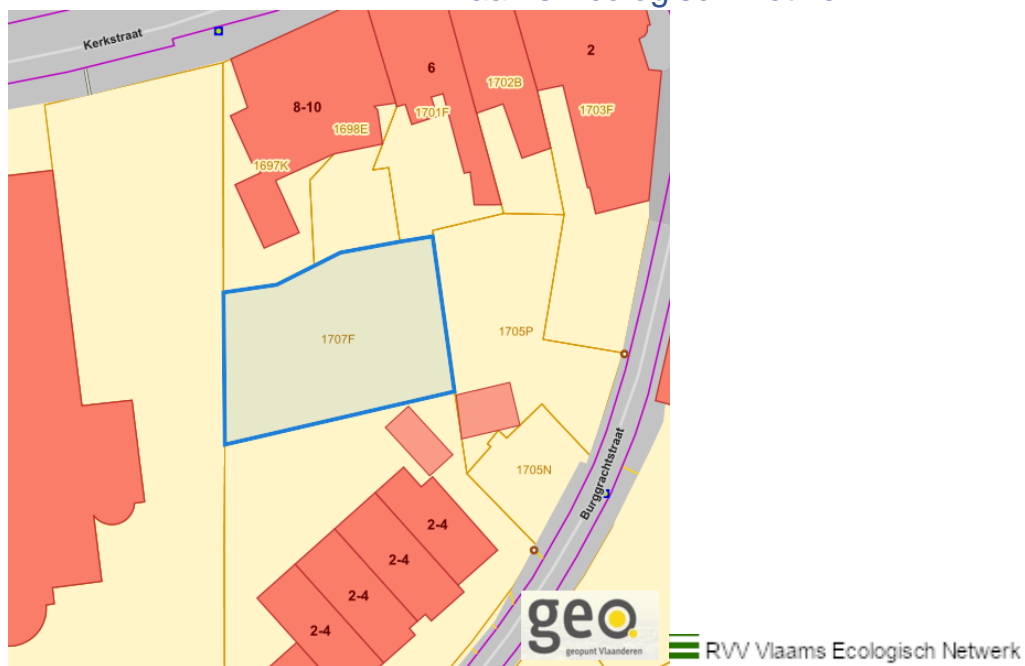 Kerkstraat
2
6
1702B
8-10
1701F
1703F
1698E
1697K
1707F
1705P
1705N
Burggrachtstraat
2-4
2-4
2-4
2-4
geo.
geopunt Vlaanderen
RVV Vlaams Ecologisch Netwerk